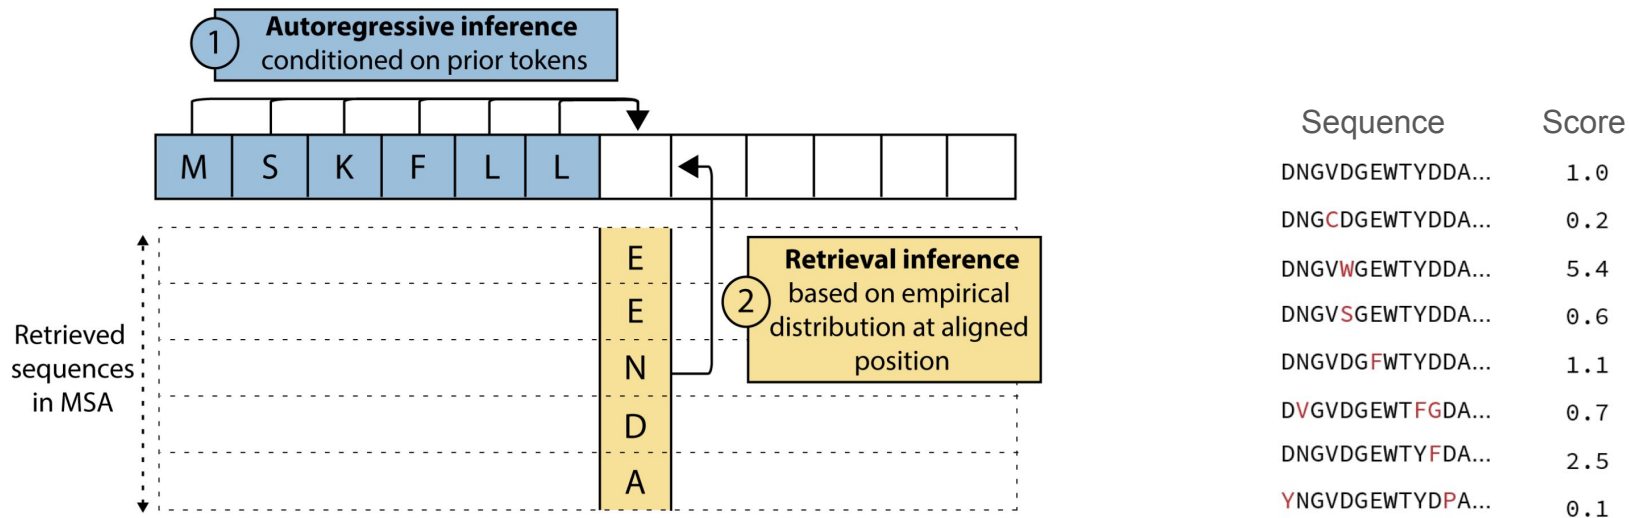 1
Autoregressive inference
conditioned on prior tokens
M S K F L L
Retrieved
sequences
in MSA
E
E
N
D
A
2
Retrieval inference
based on empirical
distribution at aligned
position
Sequence Score
DNGVDGEWTYDDA... 1.0
DNGCDGEWTYDDA... 0.2
DNGVWGEWTYDDA... 5.4
DNGVSGEWTYDDA... 0.6
DNGVDGFWTYDDA... 1.1
DVGVDGEWTFGDA... 0.7
DNGVDGEWTYFDA... 2.5
YNGVDGEWTYDPA... 0.1